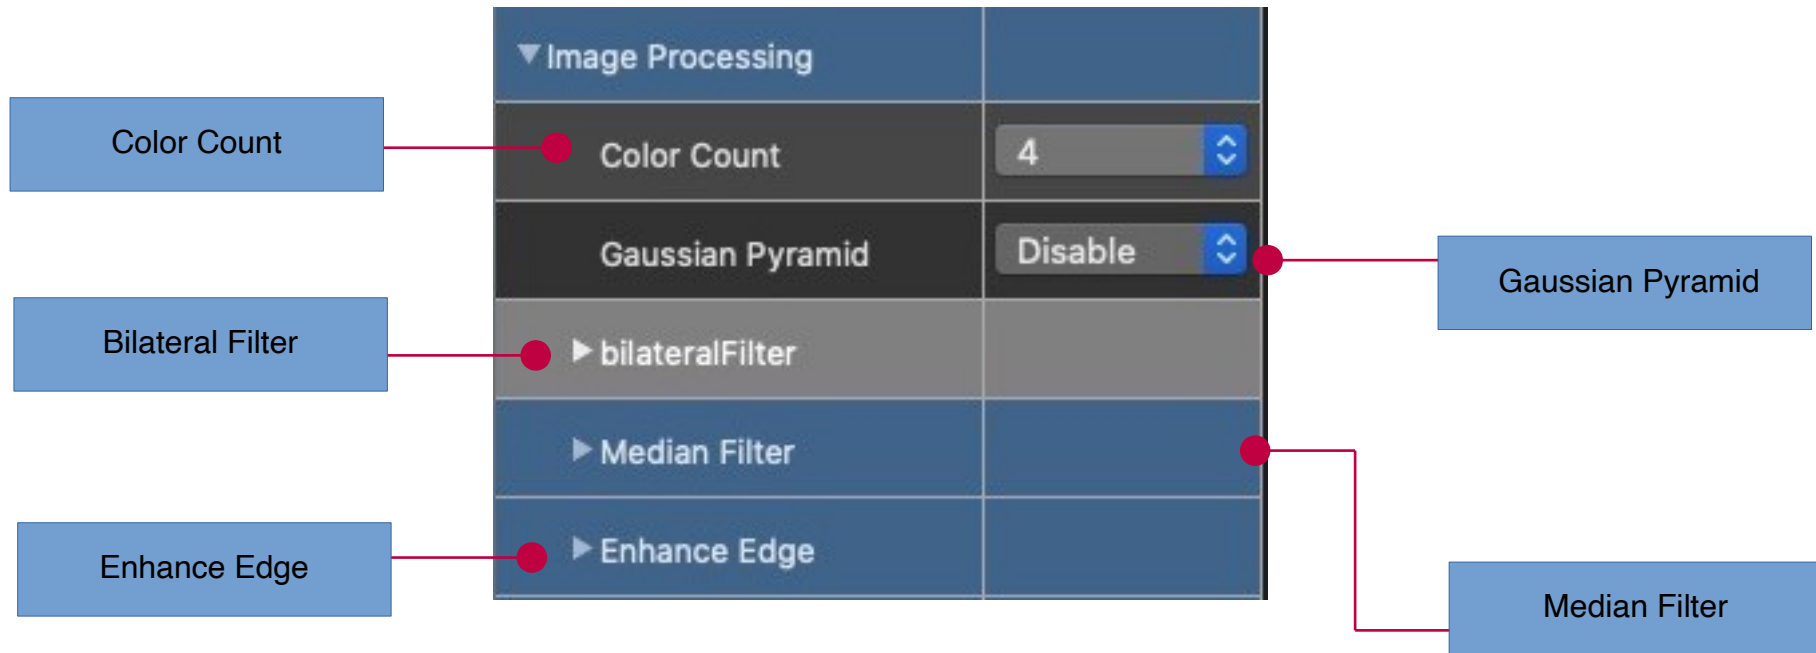 Image Processing
Color Count
Color Count
4
Gaussian Pyramid
Disable
Gaussian Pyramid
Bilateral Filter
bilateralFilter
Median Filter
Enhance Edge
Enhance Edge
Median Filter